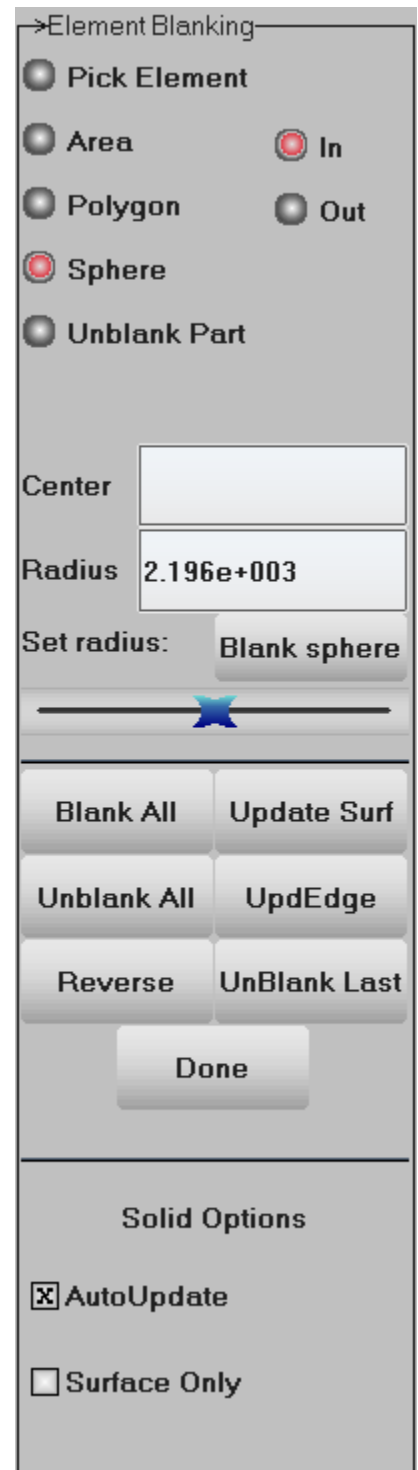 ->Element Blanking
Pick Element
Area In
Polygon Out
Sphere
Unblank Part
Center
Radius 2.196e+003
Set radius: Blank sphere
Blank All Update Surf
Unblank All UpdEdge
Reverse UnBlank Last
Done
Solid Options
X AutoUpdate
Surface Only